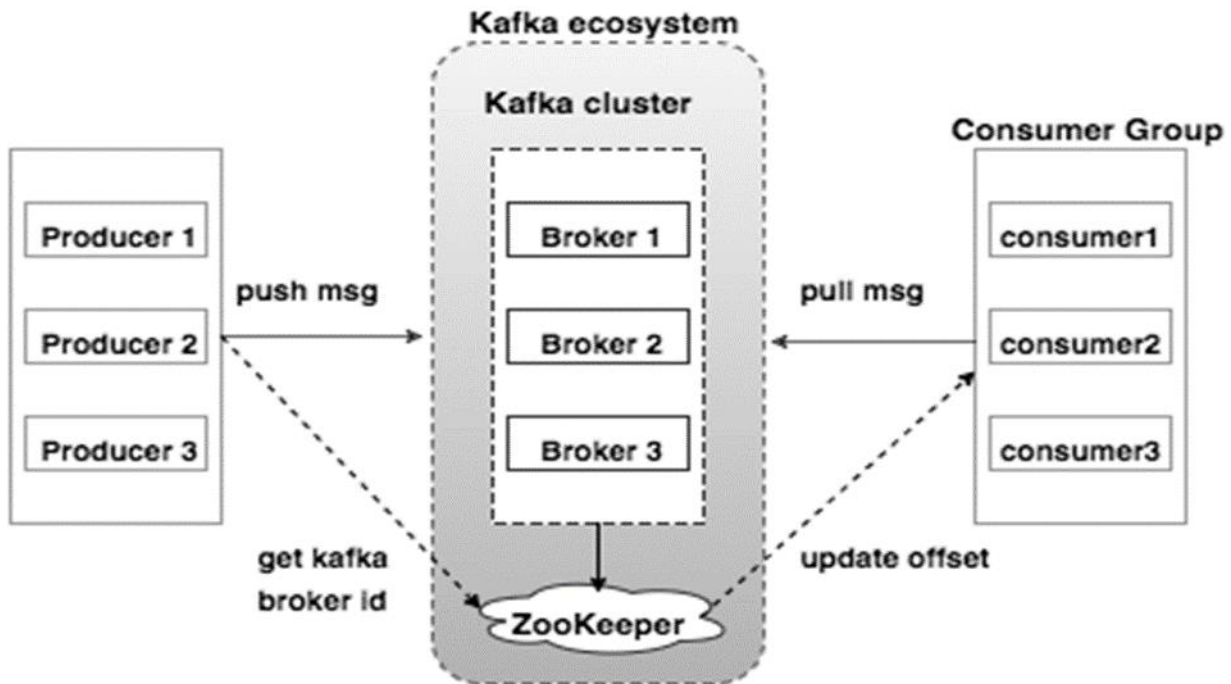 Kafka ecosystem
Kafka cluster
Consumer Group
Producer 1
Broker 1
consumer1
push msg
pull msg
Producer 2
Broker 2
consumer2
Producer 3
Broker 3
consumer3
get kafka
broker id
update offset
ZooKeeper